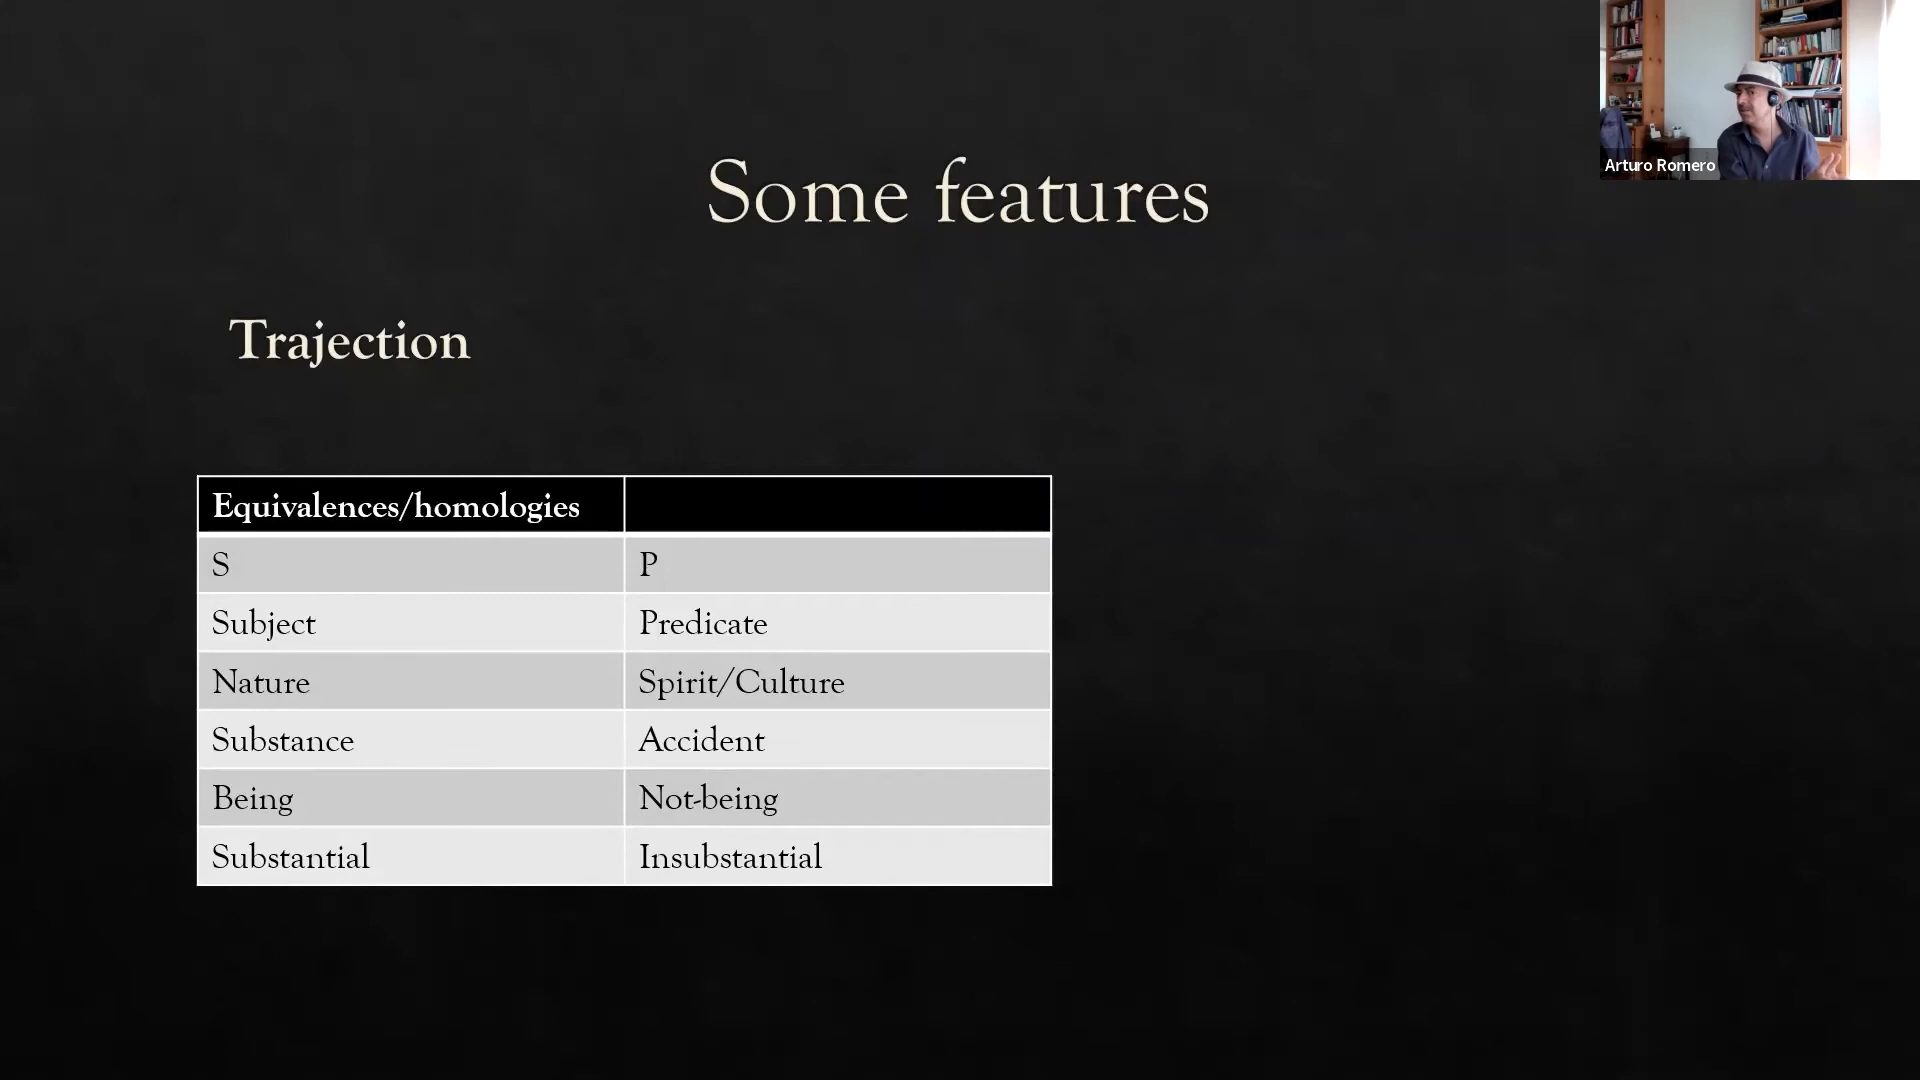 Some features
Arturo Romero
Trajection
Equivalences/homologies
S P
Subject Predicate
Nature Spirit/Culture
Substance Accident
Being Not-being
Substantial Insubstantial